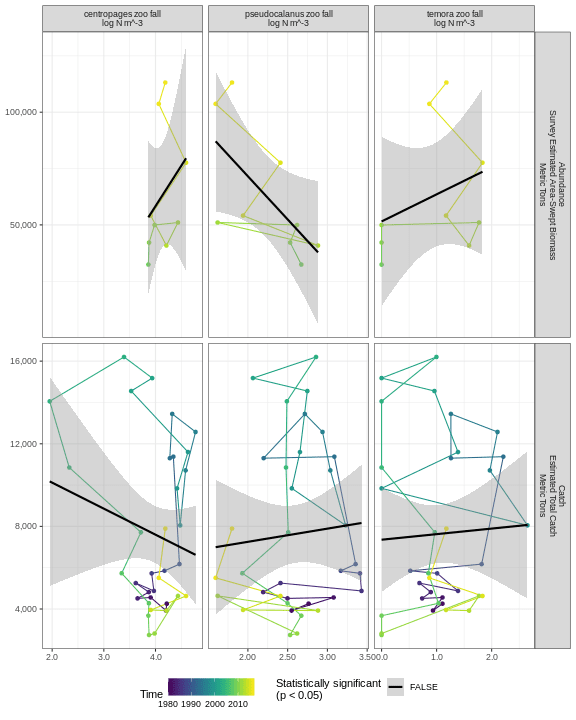 centropages zoo fall
log N m^-3
pseudocalanus zoo fall
log N m^-3
temora zoo fall
log N m^-3
100,000
50,000
Abundance
Survey Estimated Area-Swept Biomass
Metric Tons
16,000
12,000
8,000
4,000
Catch
Estimated Total Catch
Metric Tons
2.0 3.0 4.0
2.00 2.50 3.00 3.50
0.0 1.0 2.0
Time
1980 1990 2000 2010
Statistically significant
(p < 0.05)
FALSE